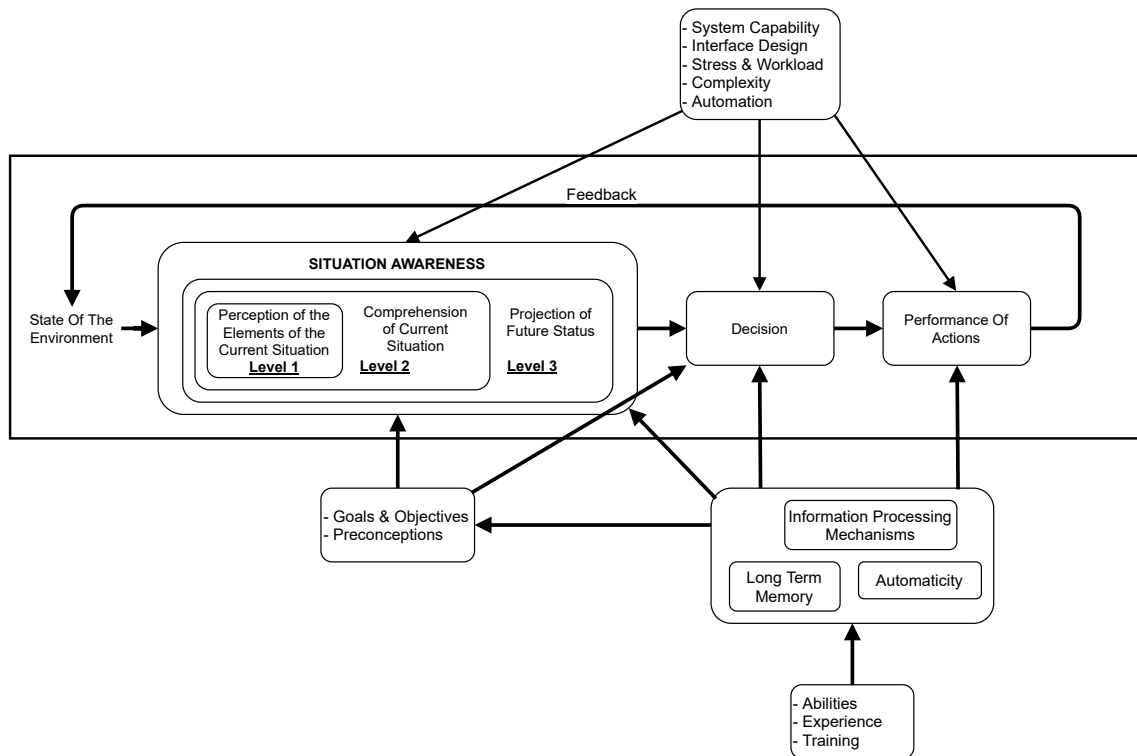 - System Capability
- Interface Design
- Stress & Workload
- Complexity
- Automation
Feedback
SITUATION AWARENESS
State Of The
Environment
Perception of the
Elements of the
Current Situation
Level 1
Comprehension
of Current
Situation
Level 2
Projection of
Future Status
Level 3
Decision
Performance Of
Actions
- Goals & Objectives
- Preconceptions
Information Processing
Mechanisms
Long Term
Memory
Automaticity
- Abilities
- Experience
- Training